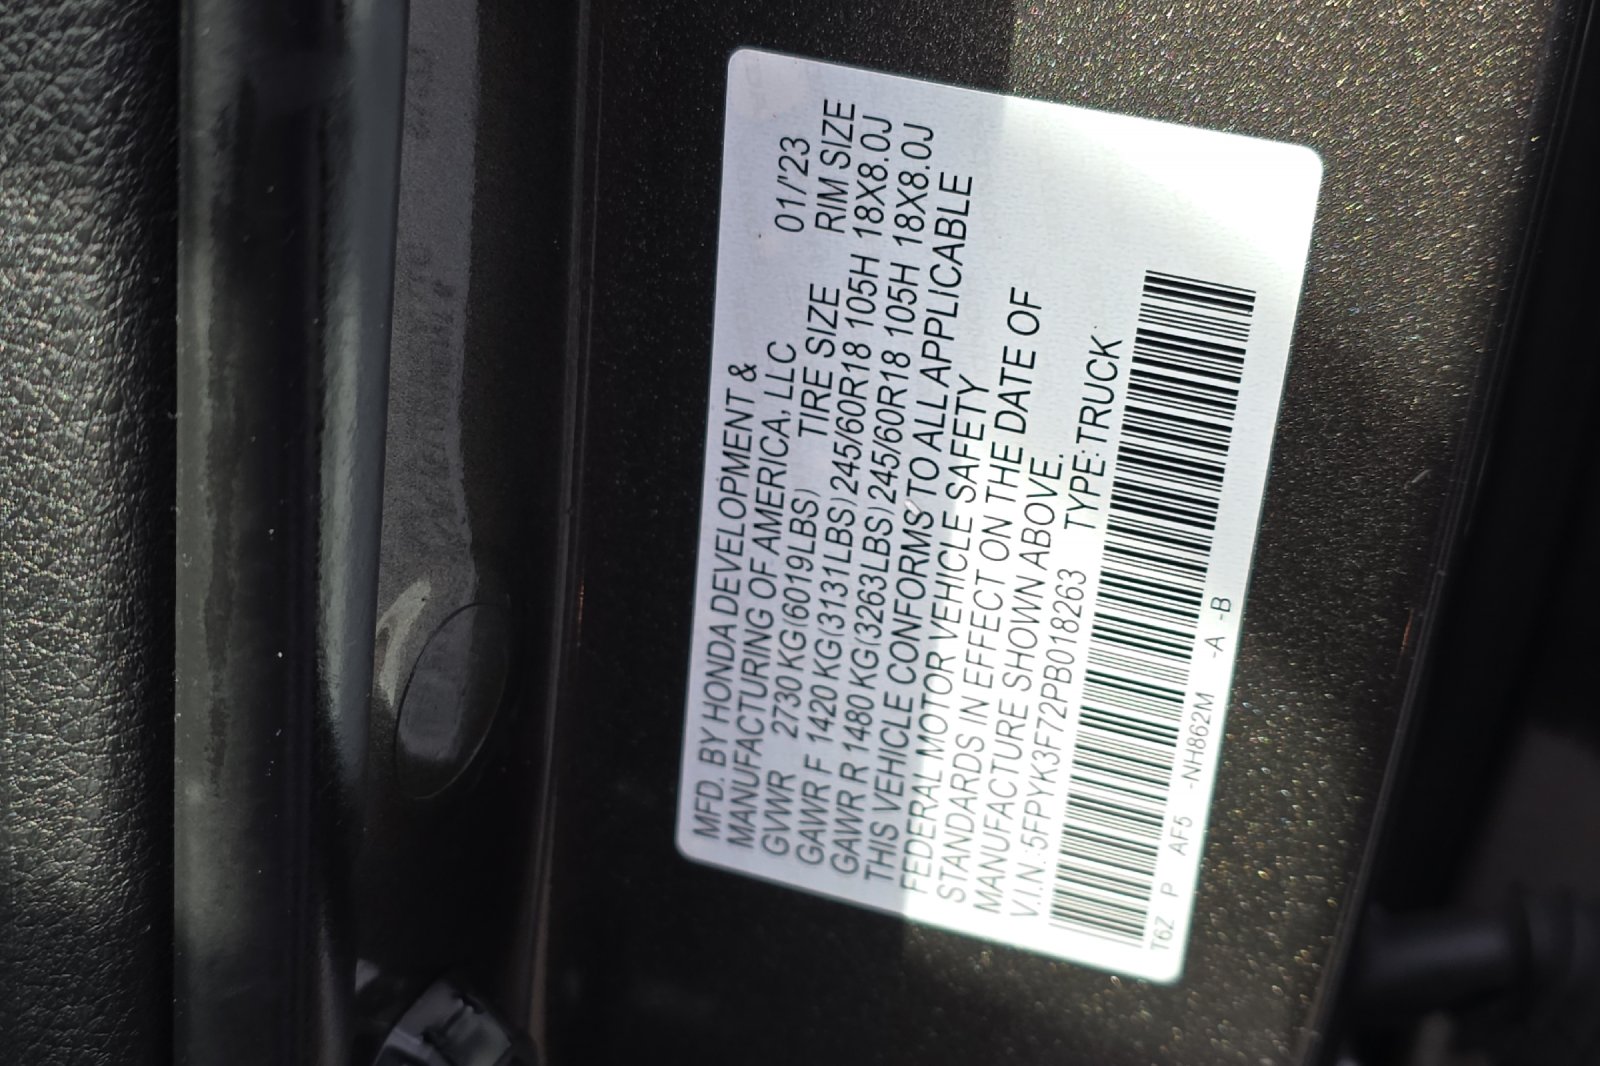 MFD. BY HONDA DEVELOPMENT &
MANUFACTURING OF AMERICA, LLC 01/'23
GVWR 2730 KG(6019LBS) TIRE SIZE RIM SIZE
GAWR F 1420 KG(3131LBS) 245/60R18 105H 18X8.0J
GAWR R 1480 KG(3263LBS) 245/60R18 105H 18X8.0J
THIS VEHICLE CONFORMS TO ALL APPLICABLE
FEDERAL MOTOR VEHICLE SAFETY
STANDARDS IN EFFECT ON THE DATE OF
MANUFACTURE SHOWN ABOVE.
V.I.N.:5FPYK3F72PB018263 TYPE:TRUCK
T6Z P AF5 -NH862M -A -B